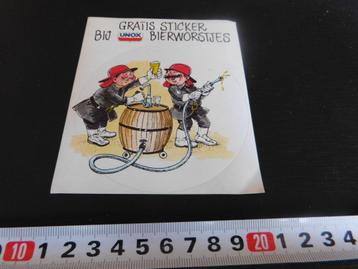 GRATIS STICKER
BIJ UNOX BIERWORSTJES
10 1 2 3 4 5 6 7 8 9 20 1 2 3 4